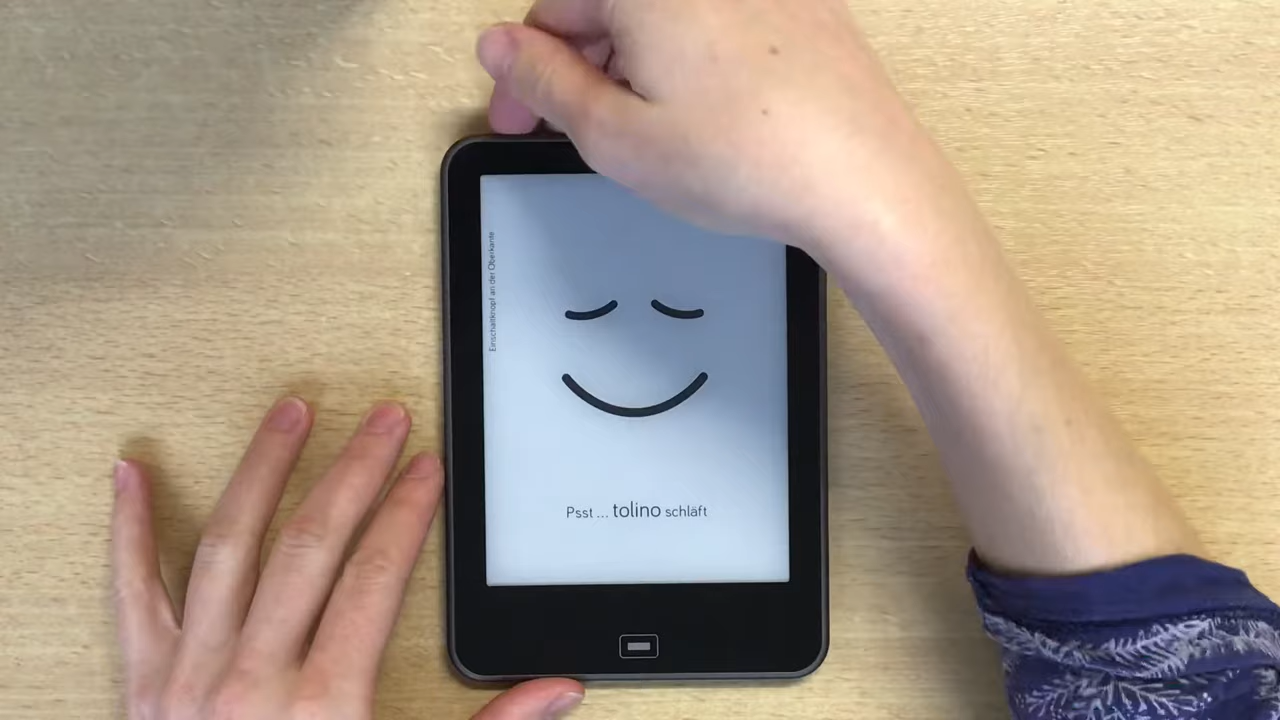 Einschaltknopf an der Oberkante
Psst ... tolino schläft